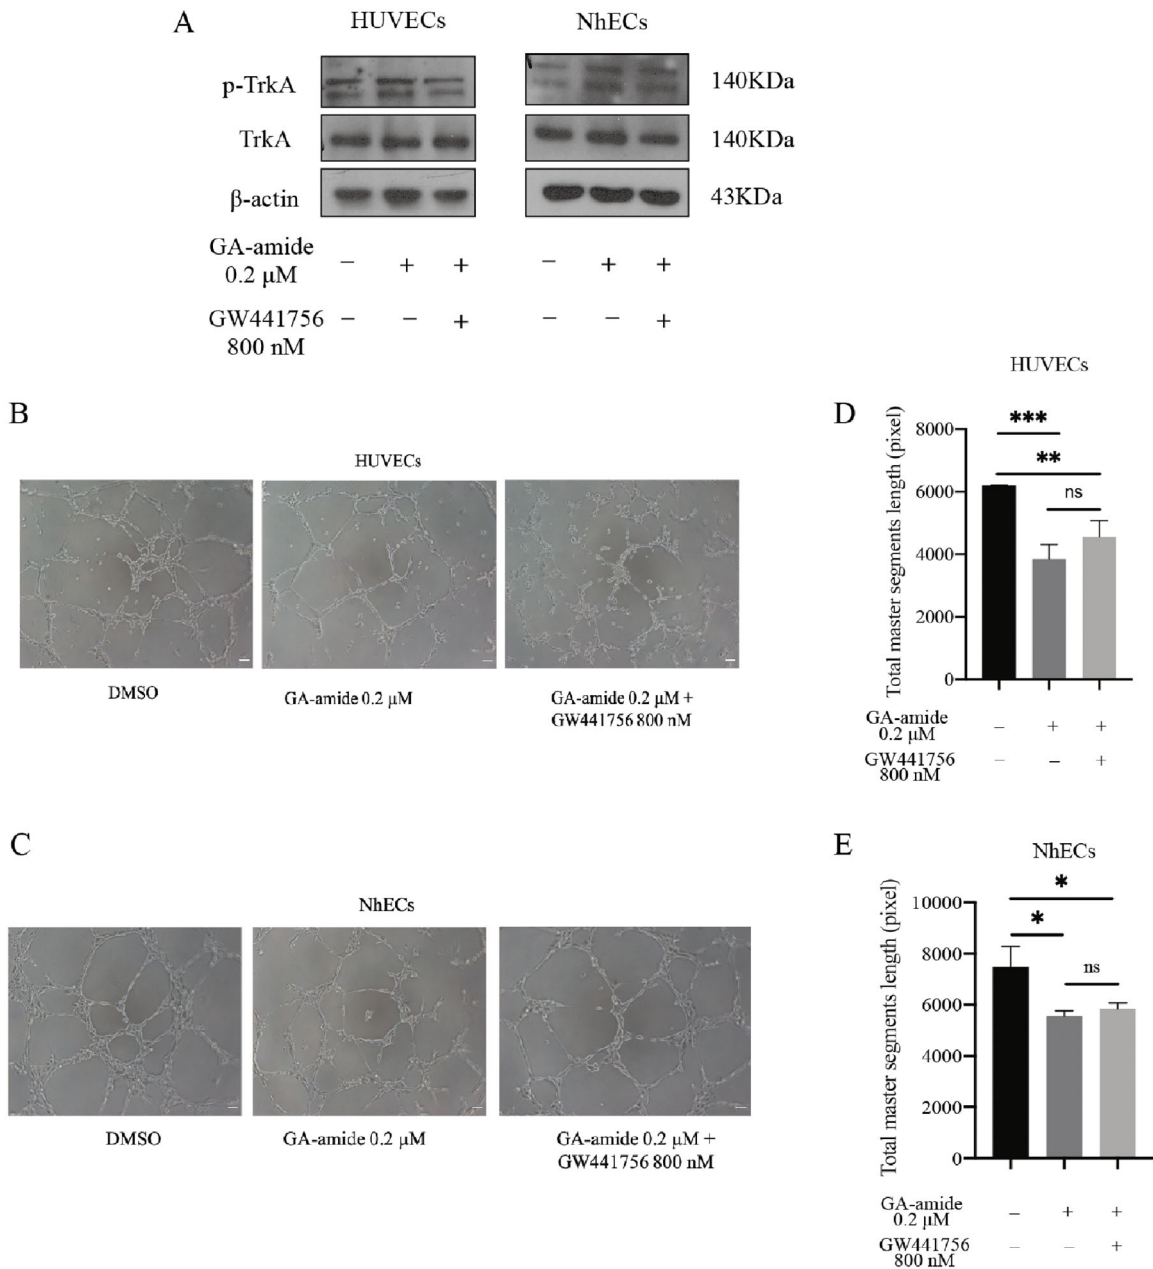 A
HUVECs
NhECs
p-TrkA
140KDa
TrkA
140KDa
β-actin
43KDa
GA-amide
0.2 μM
– + + – + +
GW441756
800 nM
– – + – – +
B
HUVECs
DMSO
GA-amide 0.2 μM
GA-amide 0.2 μM +
GW441756 800 nM
C
NhECs
DMSO
GA-amide 0.2 μM
GA-amide 0.2 μM +
GW441756 800 nM
D
HUVECs
Total master segments length (pixel)
8000
6000
4000
2000
0
***
**
ns
GA-amide
0.2 μM
– + +
GW441756
800 nM
– – +
E
NhECs
Total master segments length (pixel)
10000
8000
6000
4000
2000
0
*
*
ns
GA-amide
0.2 μM
– + +
GW441756
800 nM
– – +